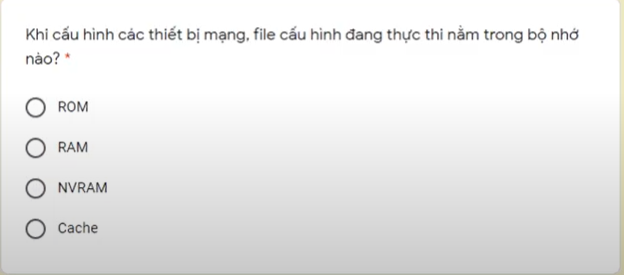 Khi cấu hình các thiết bị mạng, file cấu hình đang thực thi nằm trong bộ nhớ
nào? *
ROM
RAM
NVRAM
Cache